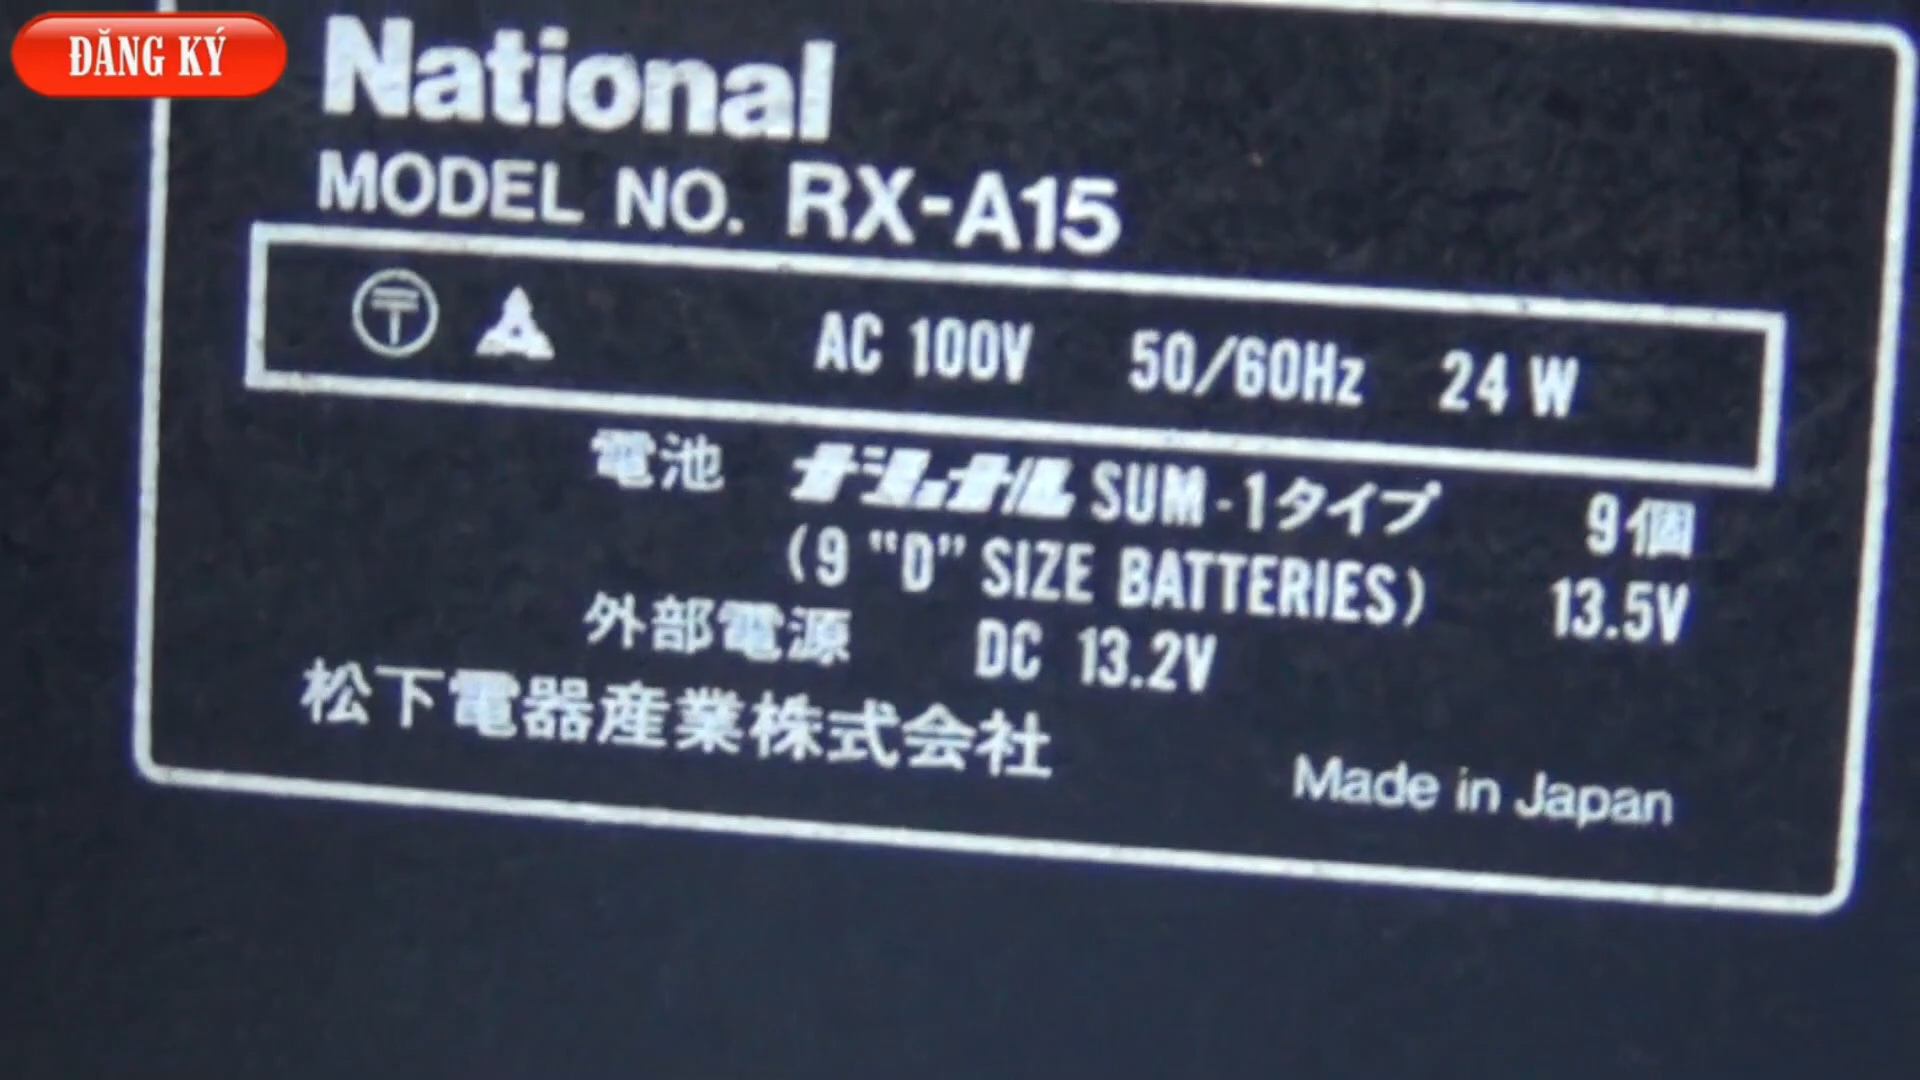 ĐĂNG KÝ
National
MODEL NO. RX-A15
〒 AC 100V 50/60Hz 24 W
電池 ナショナル SUM-1タイプ 9個
(9 "D" SIZE BATTERIES) 13.5V
外部電源 DC 13.2V
松下電器産業株式会社
Made in Japan